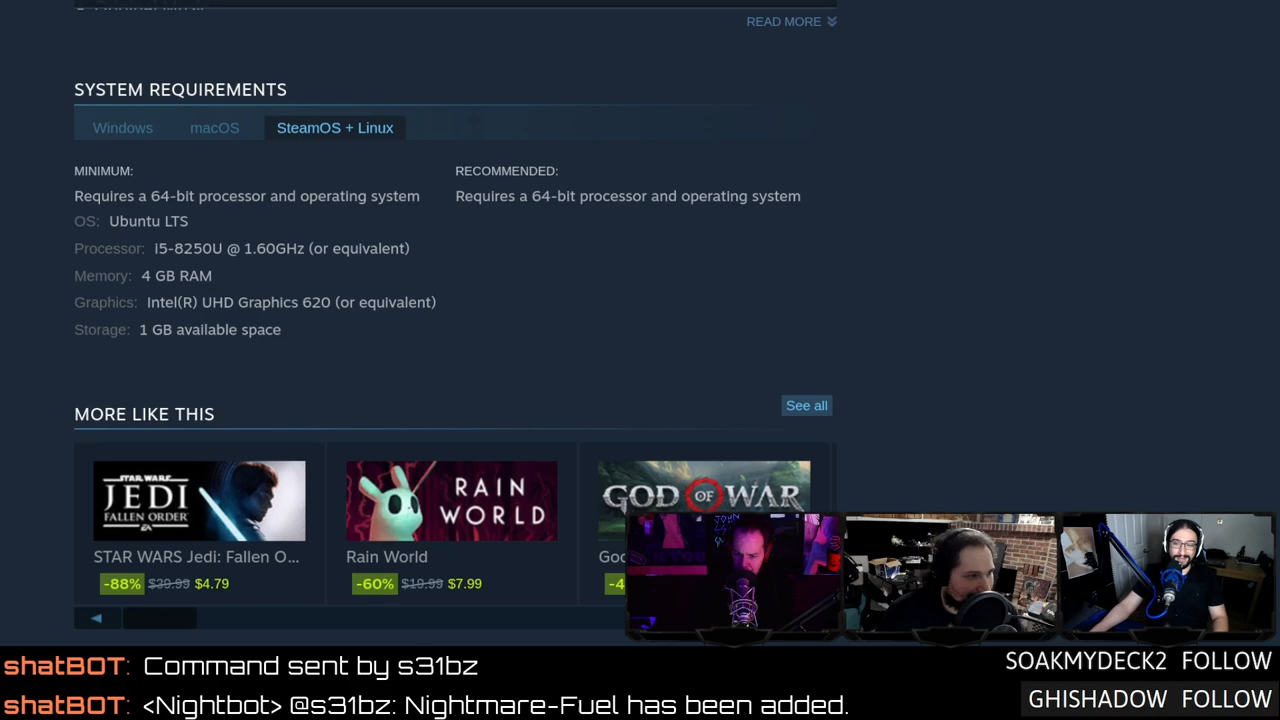 READ MORE
SYSTEM REQUIREMENTS
Windows macOS SteamOS + Linux
MINIMUM: RECOMMENDED:
Requires a 64-bit processor and operating system Requires a 64-bit processor and operating system
OS: Ubuntu LTS
Processor: i5-8250U @ 1.60GHz (or equivalent)
Memory: 4 GB RAM
Graphics: Intel(R) UHD Graphics 620 (or equivalent)
Storage: 1 GB available space
MORE LIKE THIS See all
STAR WARS
JEDI
FALLEN ORDER
EA
RAIN
WORLD
GOD OF WAR
STAR WARS Jedi: Fallen O... Rain World
-88% $39.99 $4.79 -60% $19.99 $7.99 -4
shatBOT: Command sent by s31bz
shatBOT: <Nightbot> @s31bz: Nightmare-Fuel has been added.
SOAKMYDECK2 FOLLOW
GHISHADOW FOLLOW